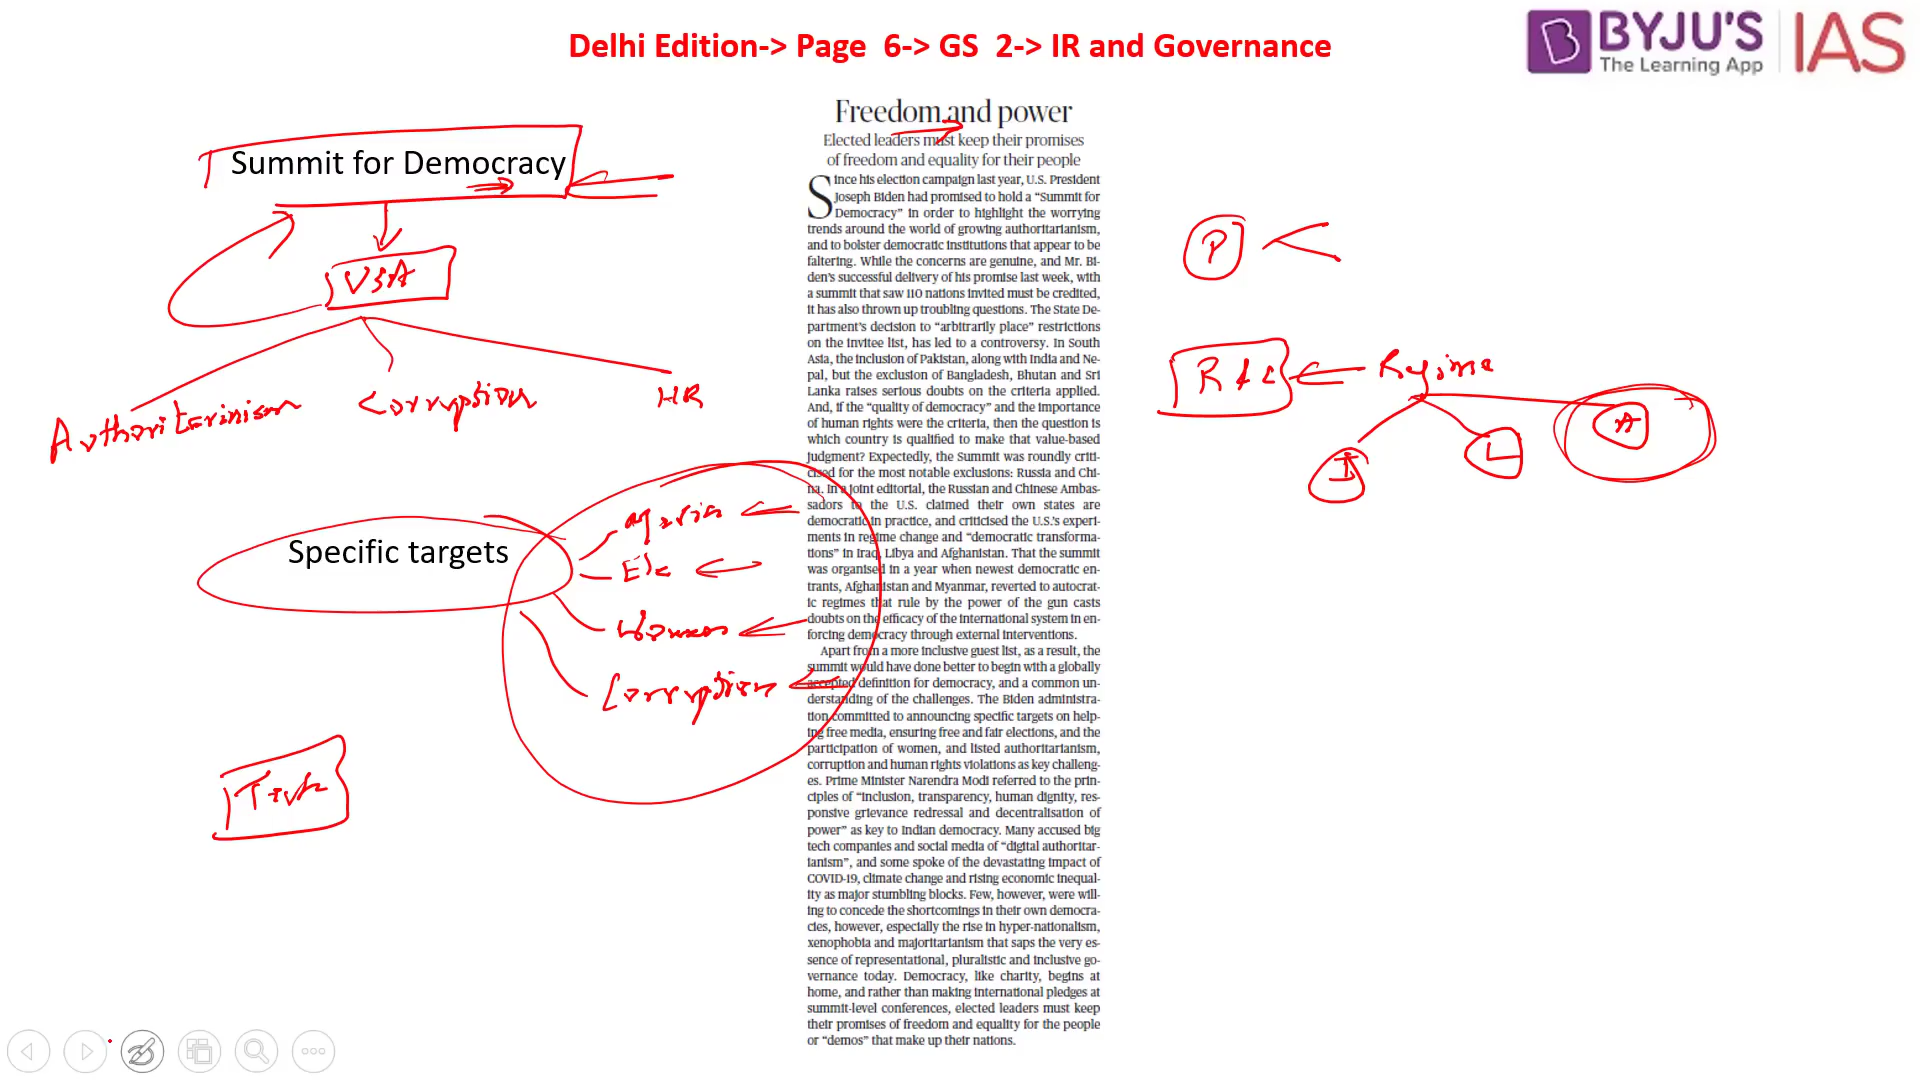 Delhi Edition-> Page 6-> GS 2-> IR and Governance
BYJU'S
The Learning App
IAS
Summit for Democracy
USA
Authoritarinism
Corruption
HR
Specific targets
Ele
Women
Corruption
Tech
Freedom and power
Elected leaders must keep their promises
of freedom and equality for their people
Since his election campaign last year, U.S. President
Joseph Biden had promised to hold a “Summit for
Democracy” in order to highlight the worrying
trends around the world of growing authoritarianism,
and to bolster democratic institutions that appear to be
faltering. While the concerns are genuine, and Mr. Bi-
den’s successful delivery of his promise last week, with
a summit that saw 110 nations invited must be credited,
it has also thrown up troubling questions. The State De-
partment’s decision to “arbitrarily place” restrictions
on the invitee list, has led to a controversy. In South
Asia, the inclusion of Pakistan, along with India and Ne-
pal, but the exclusion of Bangladesh, Bhutan and Sri
Lanka raises serious doubts on the criteria applied.
And, if the “quality of democracy” and the importance
of human rights were the criteria, then the question is
which country is qualified to make that value-based
judgment? Expectedly, the Summit was roundly criti-
cised for the most notable exclusions: Russia and Chi-
na. In a joint editorial, the Russian and Chinese Ambas-
sadors to the U.S. claimed their own states are
democratic in practice, and criticised the U.S.’s experi-
ments in regime change and “democratic transforma-
tions” in Iraq, Libya and Afghanistan. That the summit
was organised in a year when newest democratic en-
trants, Afghanistan and Myanmar, reverted to autocrat-
ic regimes that rule by the power of the gun casts
doubts on the efficacy of the international system in en-
forcing democracy through external interventions.
Apart from a more inclusive guest list, as a result, the
summit would have done better to begin with a globally
accepted definition for democracy, and a common un-
derstanding of the challenges. The Biden administra-
tion committed to announcing specific targets on help-
ing free media, ensuring free and fair elections, and the
participation of women, and listed authoritarianism,
corruption and human rights violations as key challeng-
es. Prime Minister Narendra Modi referred to the prin-
ciples of “inclusion, transparency, human dignity, res-
ponsive grievance redressal and decentralisation of
power” as key to Indian democracy. Many accused big
tech companies and social media of “digital authoritar-
ianism”, and some spoke of the devastating impact of
COVID-19, climate change and rising economic inequal-
ity as major stumbling blocks. Few, however, were will-
ing to concede the shortcomings in their own democra-
cies, however, especially the rise in hyper-nationalism,
xenophobia and majoritarianism that saps the very es-
sence of representational, pluralistic and inclusive go-
vernance today. Democracy, like charity, begins at
home, and rather than making international pledges at
summit-level conferences, elected leaders must keep
their promises of freedom and equality for the people
or “demos” that make up their nations.
P
R & C
Regime
I
L
A